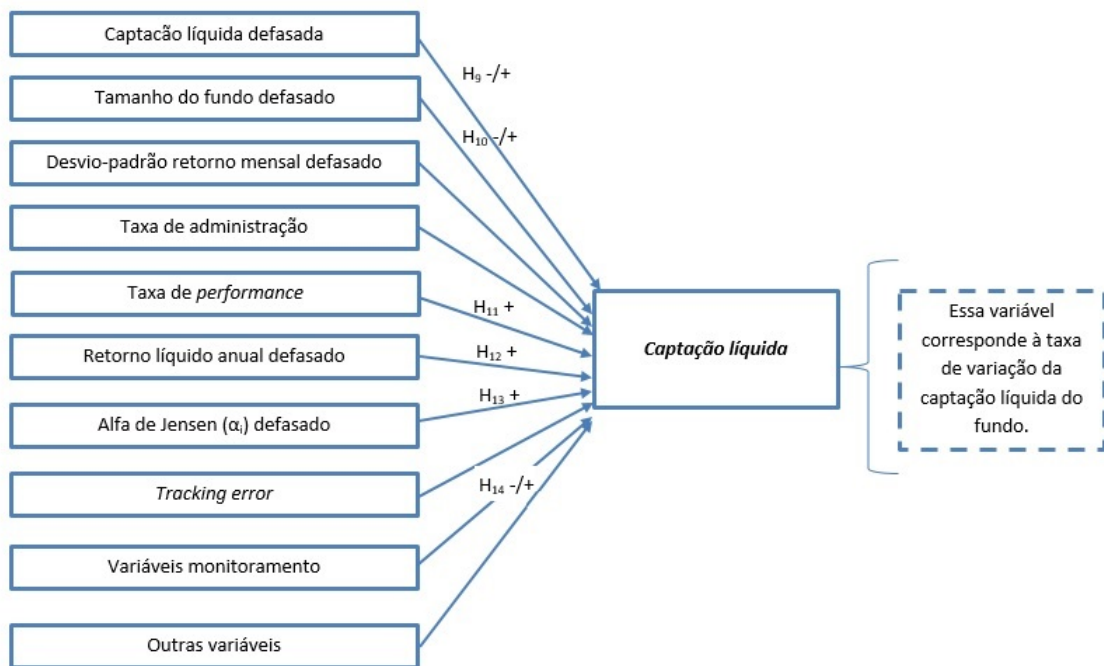 Captacão líquida defasada
H₉ -/+
Tamanho do fundo defasado
H₁₀ -/+
Desvio-padrão retorno mensal defasado
Taxa de administração
Taxa de performance
H₁₁ +
Retorno líquido anual defasado
H₁₂ +
Alfa de Jensen (αᵢ) defasado
H₁₃ +
Tracking error
H₁₄ -/+
Variáveis monitoramento
Outras variáveis
Captação líquida
Essa variável
corresponde à taxa
de variação da
captação líquida do
fundo.